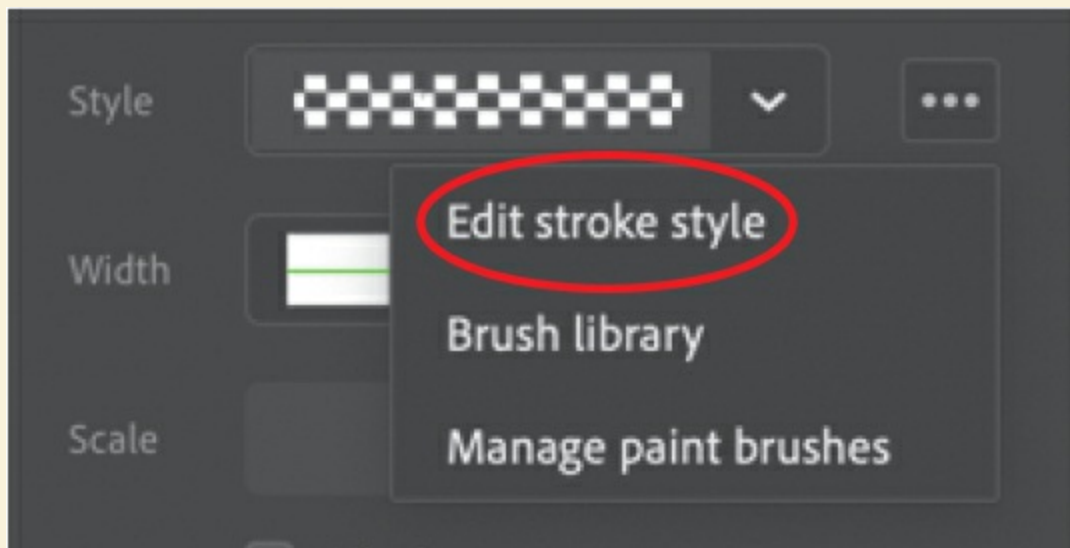 Style
Edit stroke style
Width
Brush library
Scale
Manage paint brushes